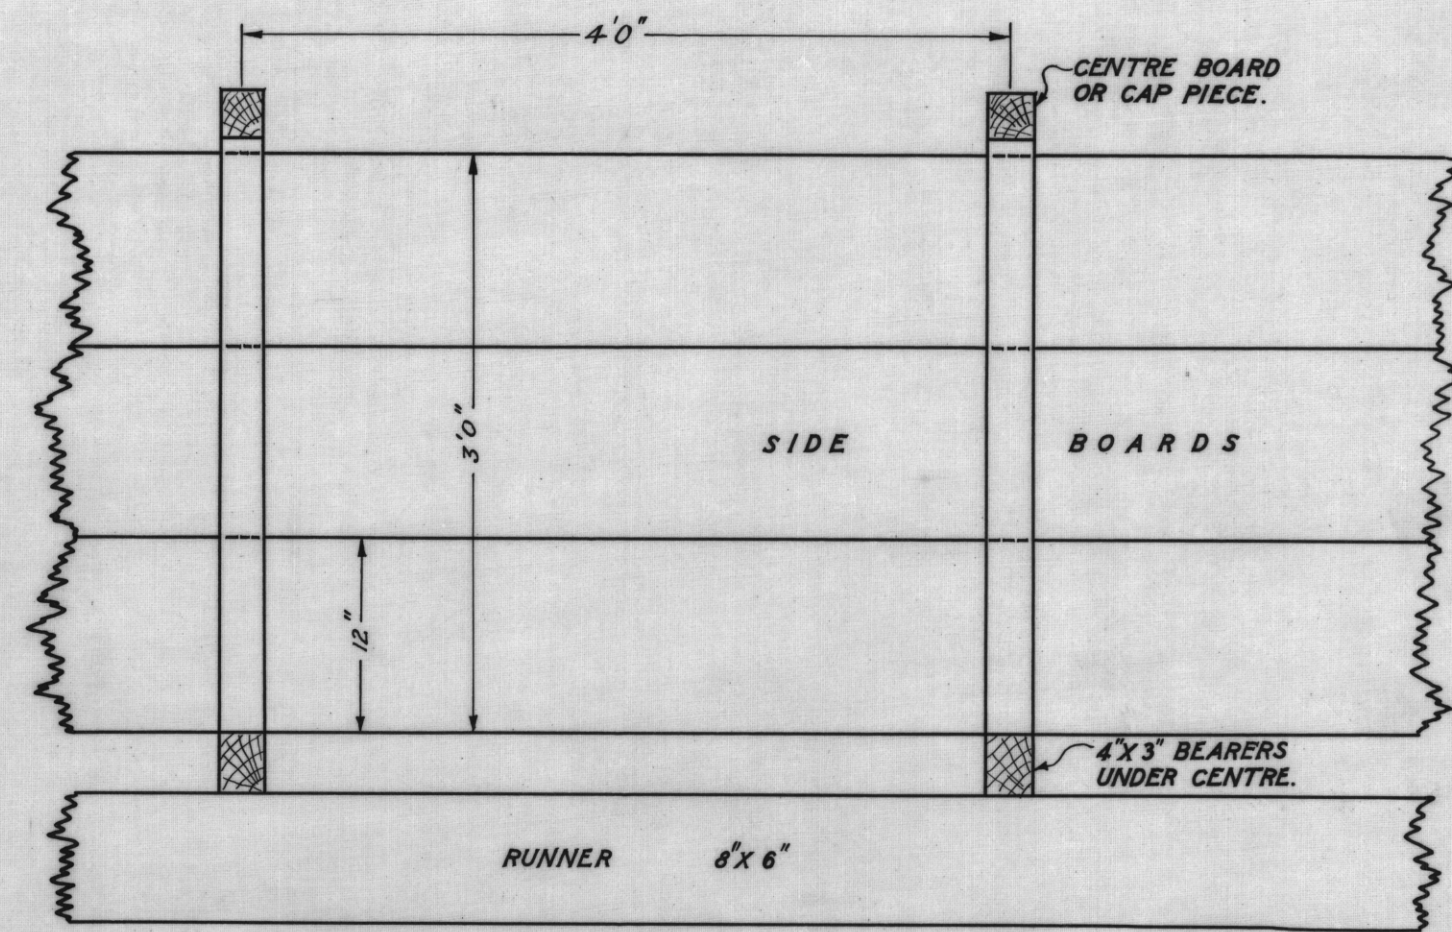 4'0"
CENTRE BOARD
OR CAP PIECE.
3'0"
SIDE BOARDS
12"
4"X 3" BEARERS
UNDER CENTRE.
RUNNER 8"X 6"